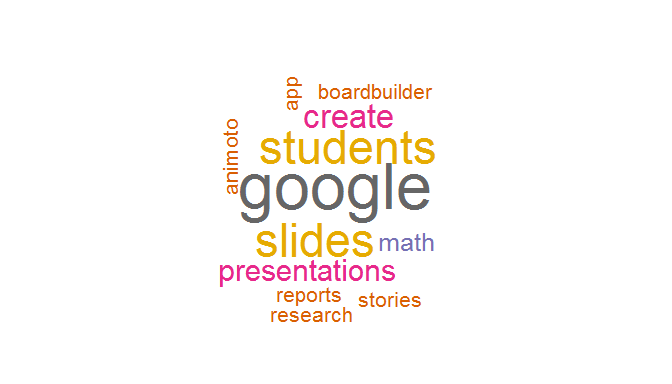 app
boardbuilder
create
animoto
students
google
slides
math
presentations
reports
stories
research